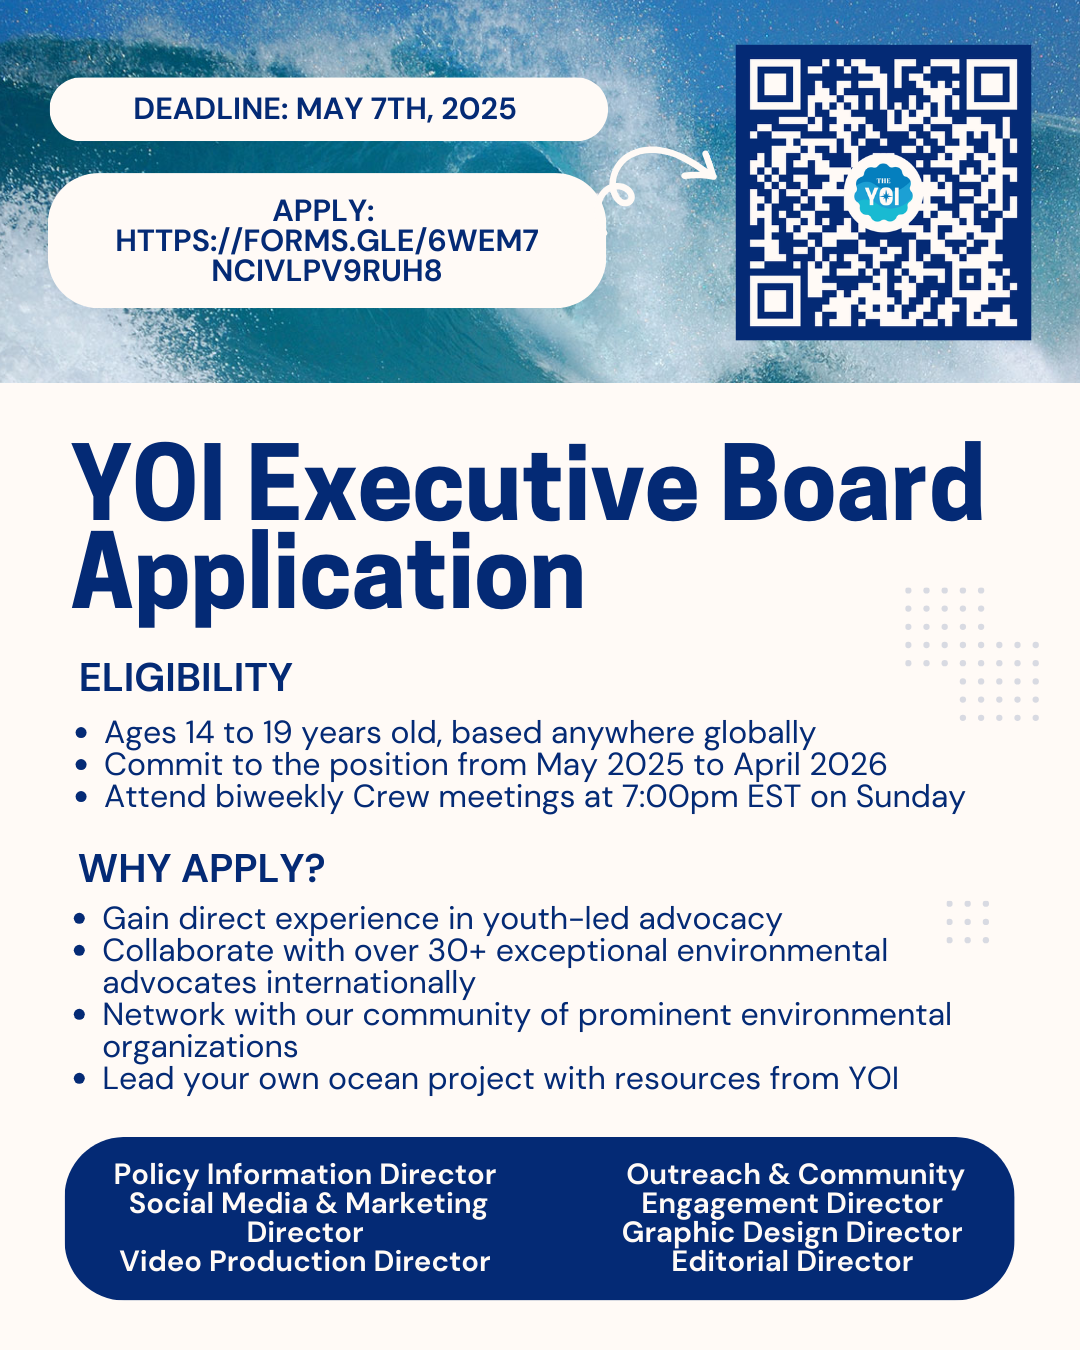 DEADLINE: MAY 7TH, 2025
APPLY:
HTTPS://FORMS.GLE/6WEM7
NCIVLPV9RUH8
THE
YOI
YOI Executive Board
Application
ELIGIBILITY
• Ages 14 to 19 years old, based anywhere globally
• Commit to the position from May 2025 to April 2026
• Attend biweekly Crew meetings at 7:00pm EST on Sunday
WHY APPLY?
• Gain direct experience in youth-led advocacy
• Collaborate with over 30+ exceptional environmental
advocates internationally
• Network with our community of prominent environmental
organizations
• Lead your own ocean project with resources from YOI
Policy Information Director
Social Media & Marketing
Director
Video Production Director
Outreach & Community
Engagement Director
Graphic Design Director
Editorial Director